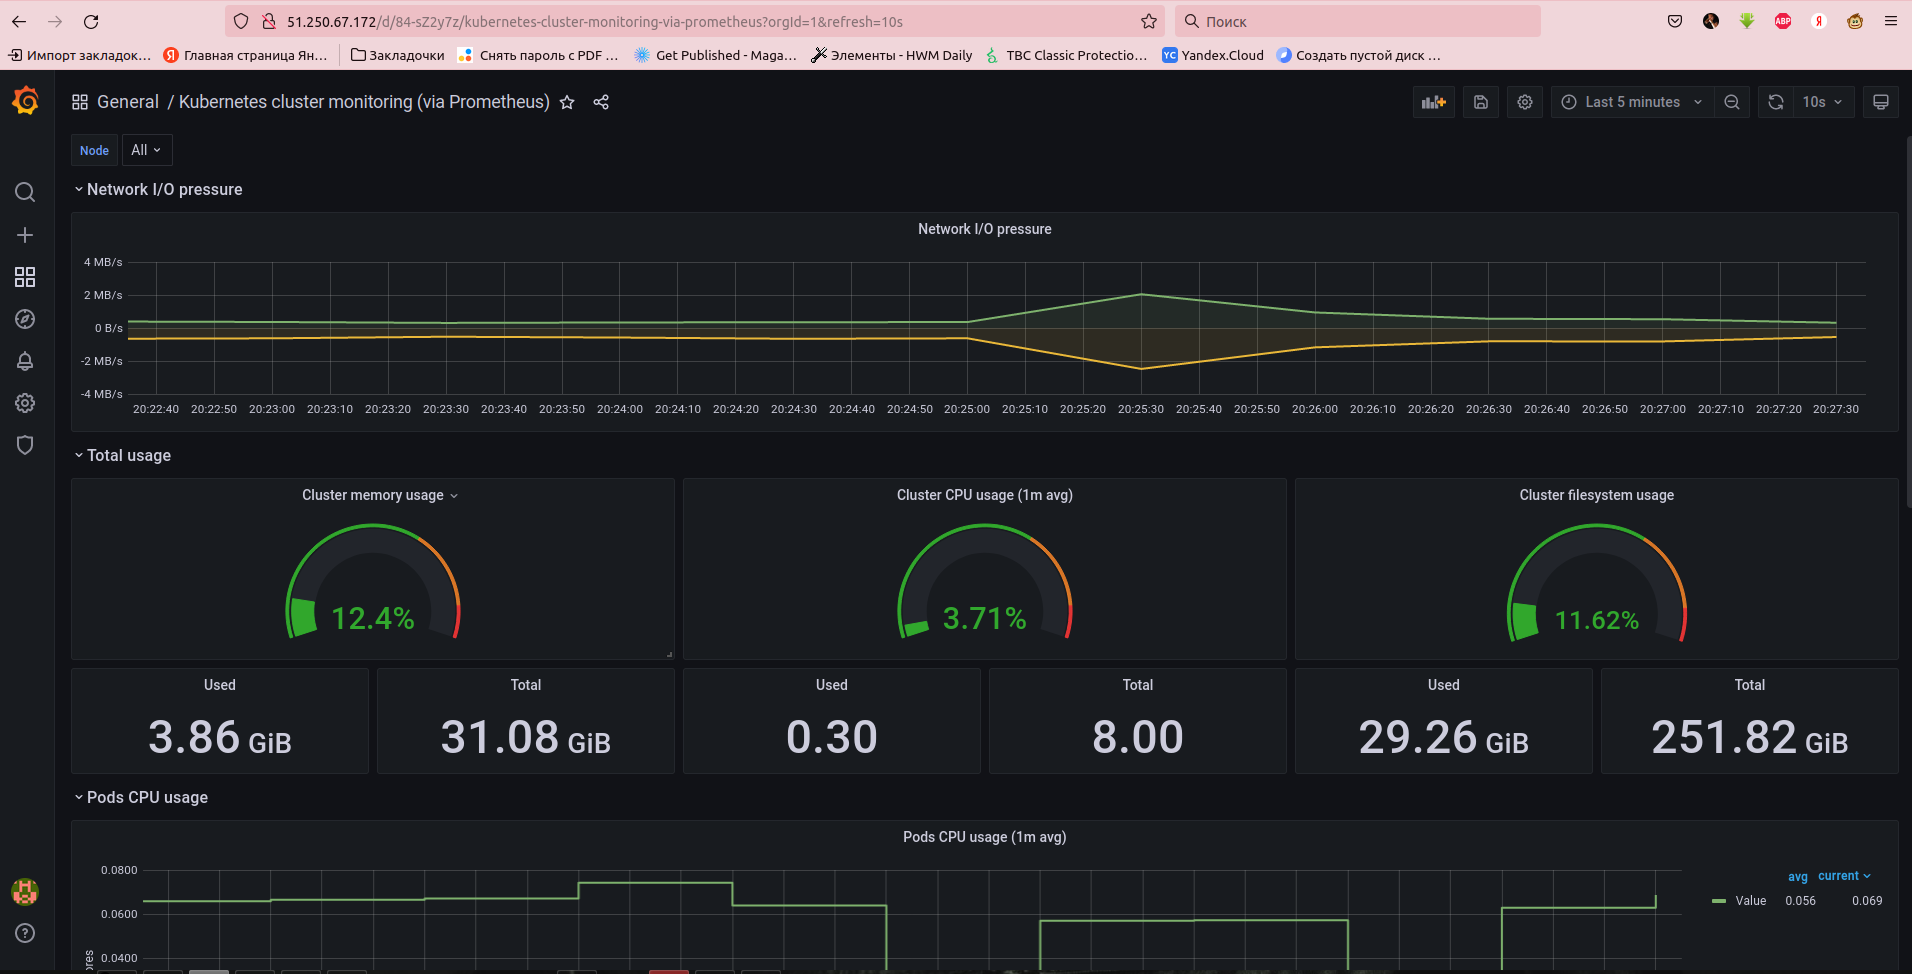 51.250.67.172/d/84-sZ2y7z/kubernetes-cluster-monitoring-via-prometheus?orgId=1&refresh=10s
Поиск
ABP
Я
Импорт закладок…
Я Главная страница Ян…
Закладочки
Снять пароль с PDF …
Get Published - Maga…
Элементы - HWM Daily
TBC Classic Protectio…
YC Yandex.Cloud
Создать пустой диск …
General / Kubernetes cluster monitoring (via Prometheus)
Last 5 minutes
10s
Node All
Network I/O pressure
Network I/O pressure
4 MB/s
2 MB/s
0 B/s
-2 MB/s
-4 MB/s
20:22:40 20:22:50 20:23:00 20:23:10 20:23:20 20:23:30 20:23:40 20:23:50 20:24:00 20:24:10 20:24:20 20:24:30 20:24:40 20:24:50 20:25:00 20:25:10 20:25:20 20:25:30 20:25:40 20:25:50 20:26:00 20:26:10 20:26:20 20:26:30 20:26:40 20:26:50 20:27:00 20:27:10 20:27:20 20:27:30
Total usage
Cluster memory usage
12.4%
Cluster CPU usage (1m avg)
3.71%
Cluster filesystem usage
11.62%
Used
3.86 GiB
Total
31.08 GiB
Used
0.30
Total
8.00
Used
29.26 GiB
Total
251.82 GiB
Pods CPU usage
Pods CPU usage (1m avg)
0.0800
0.0600
0.0400
avg current
Value 0.056 0.069